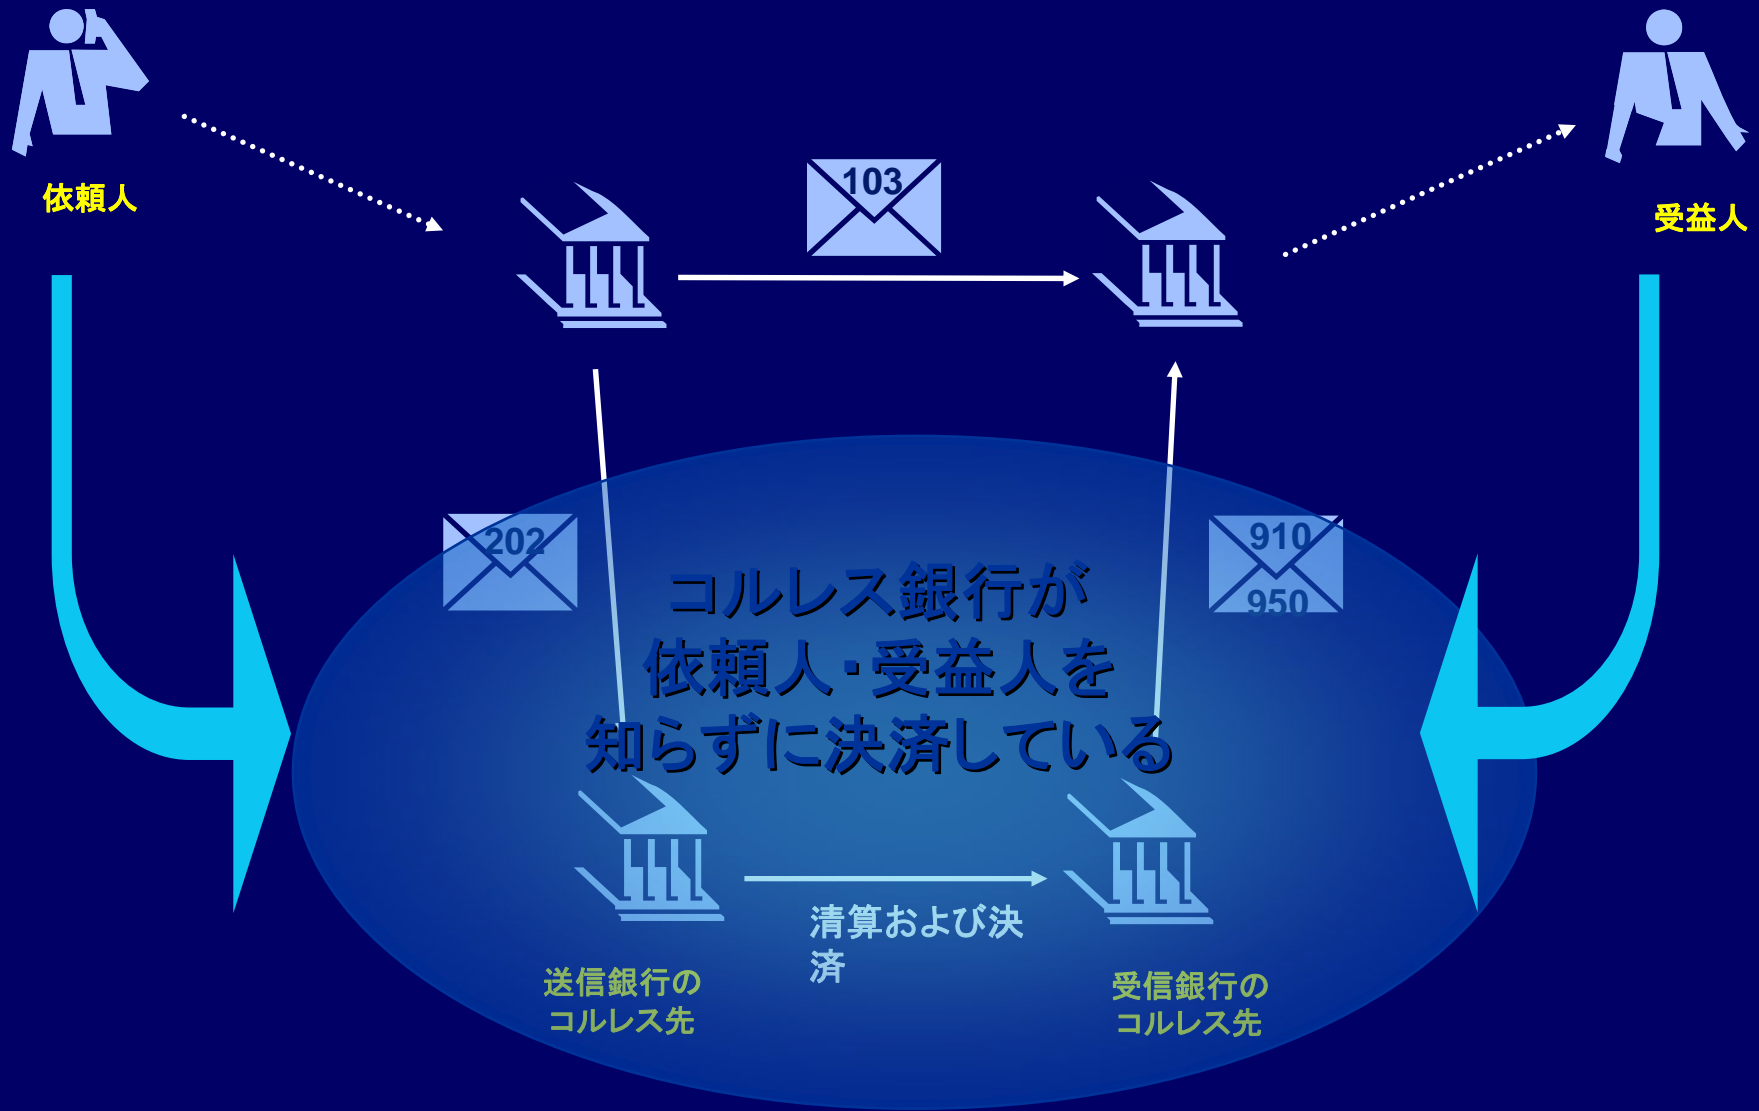 依頼人
受益人
103
202
910
950
コルレス銀行が
依頼人・受益人を
知らずに決済している
清算および決
済
送信銀行の
コルレス先
受信銀行の
コルレス先